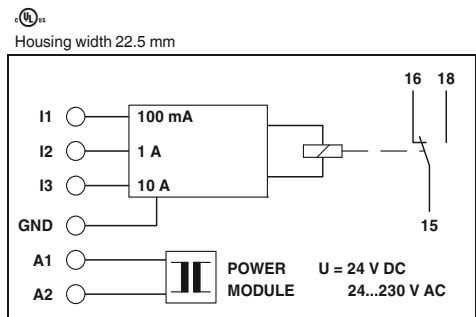 c UL US
Housing width 22.5 mm
16 18
I1 100 mA
I2 1 A
I3 10 A
GND
15
A1
A2
POWER U = 24 V DC
MODULE 24...230 V AC